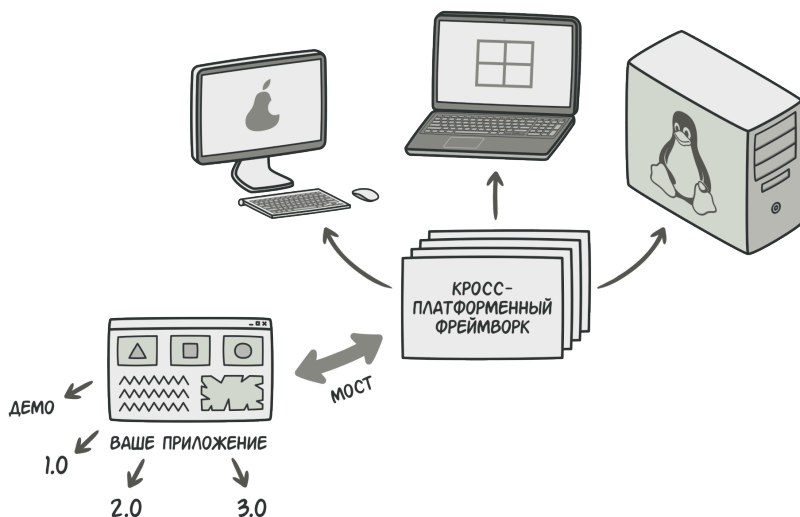 КРОСС-
ПЛАТФОРМЕННЫЙ
ФРЕЙМВОРК
МОСТ
ДЕМО
ВАШЕ ПРИЛОЖЕНИЕ
1.0
2.0
3.0